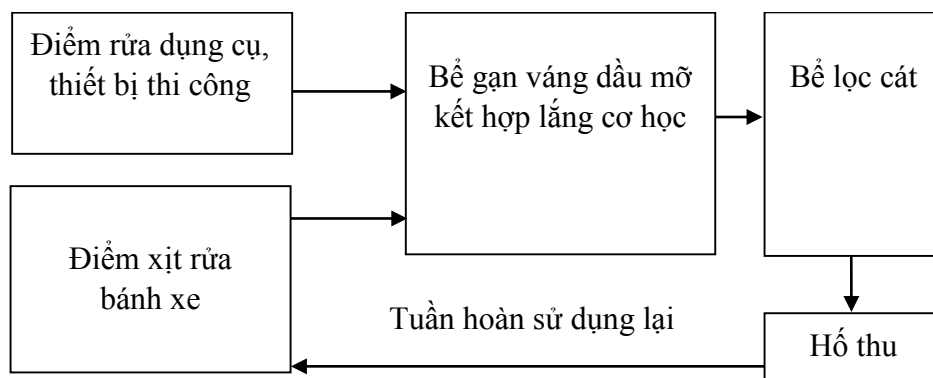 Điểm rửa dụng cụ,
thiết bị thi công
Bể gạn váng dầu mỡ
kết hợp lắng cơ học
Bể lọc cát
Điểm xịt rửa
bánh xe
Tuần hoàn sử dụng lại
Hố thu